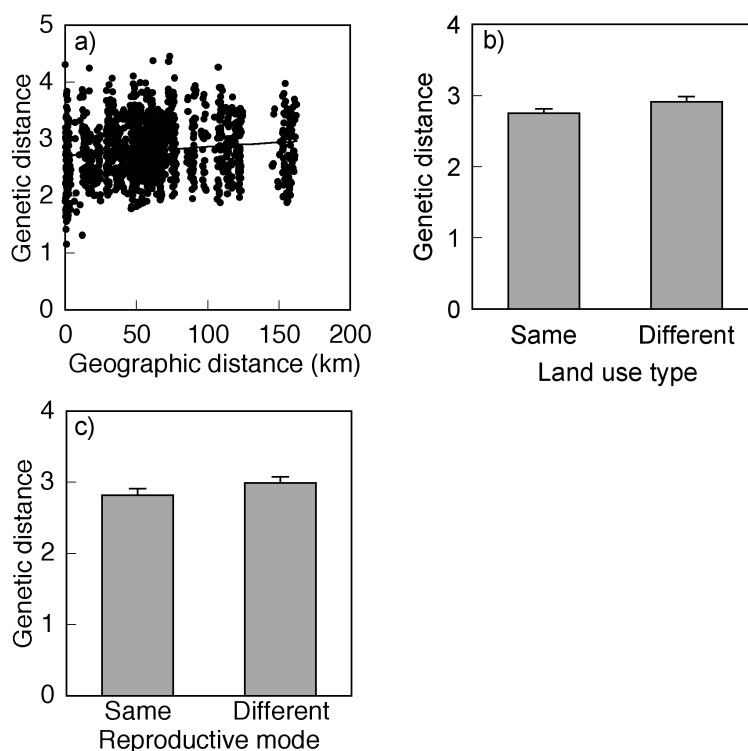 a)
Genetic distance
5
4
3
2
1
0
0 50 100 150 200
Geographic distance (km)
b)
Genetic distance
4
3
2
1
0
Same Different
Land use type
c)
Genetic distance
4
3
2
1
0
Same Different
Reproductive mode